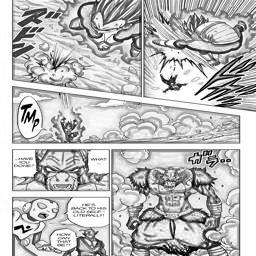 TMP
WHAT
...HAVE
YOU
DONE?
HE'S
BACK TO HIS
OLD SELF...
LITERALLY!
HOW CAN
THAT
BE!?